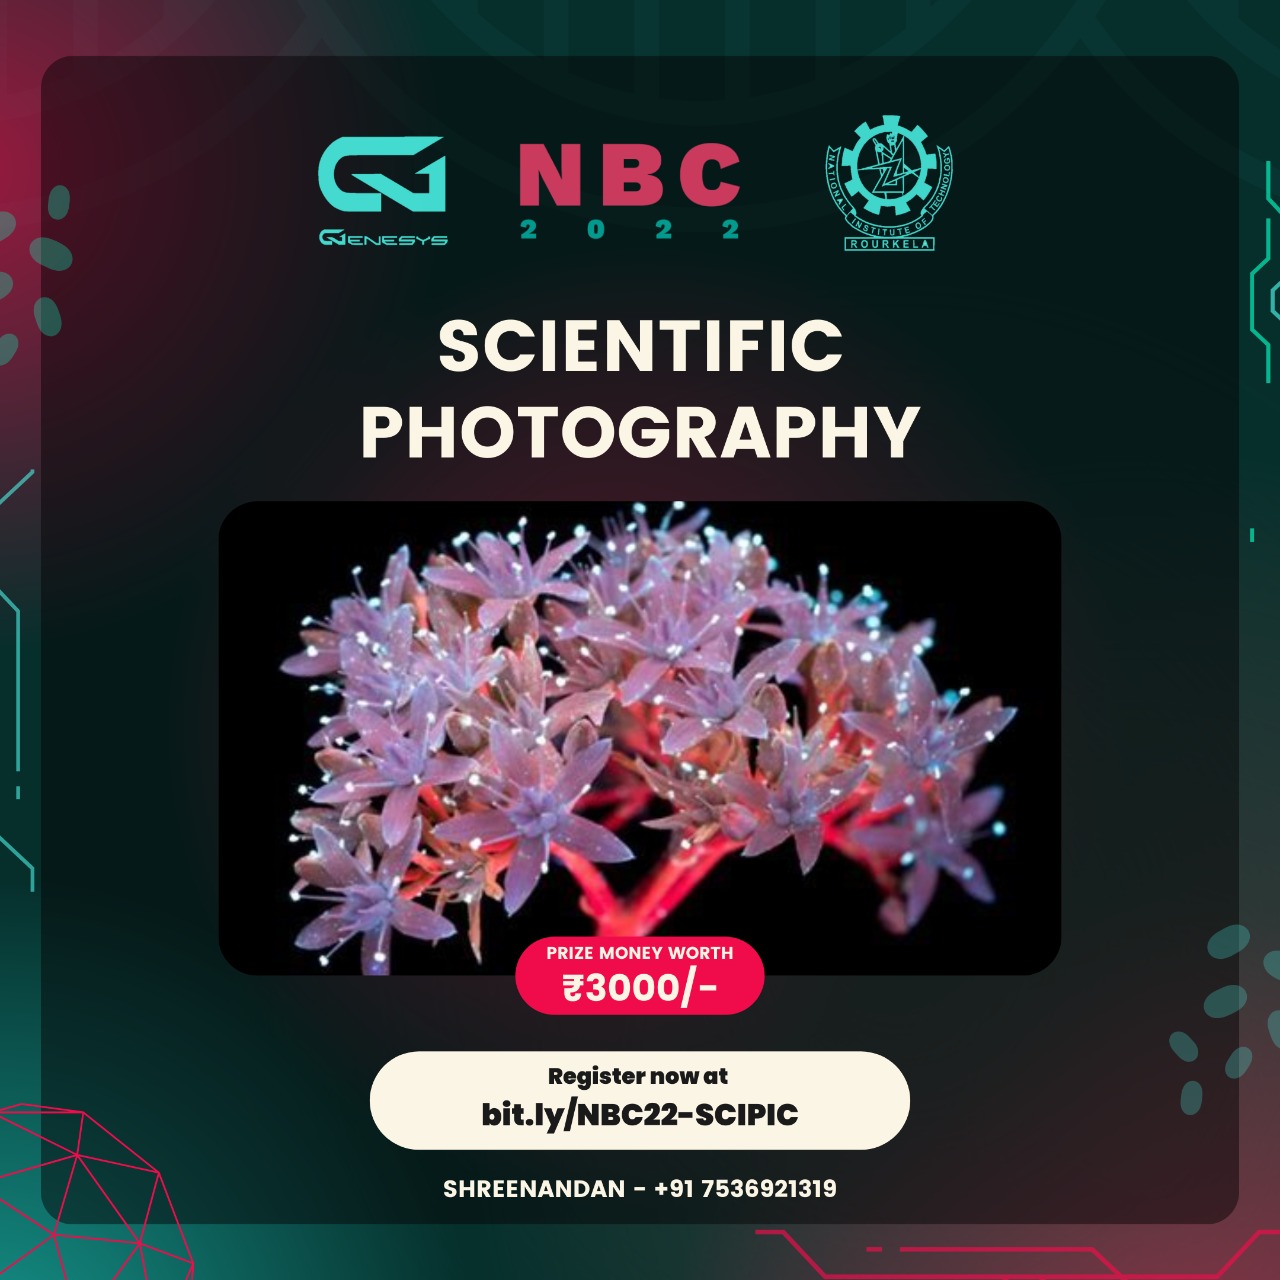 GENESYS
NBC
2 0 2 2
NATIONAL INSTITUTE OF TECHNOLOGY
ROURKELA
SCIENTIFIC
PHOTOGRAPHY
PRIZE MONEY WORTH
₹3000/-
Register now at
bit.ly/NBC22-SCIPIC
SHREENANDAN - +91 7536921319